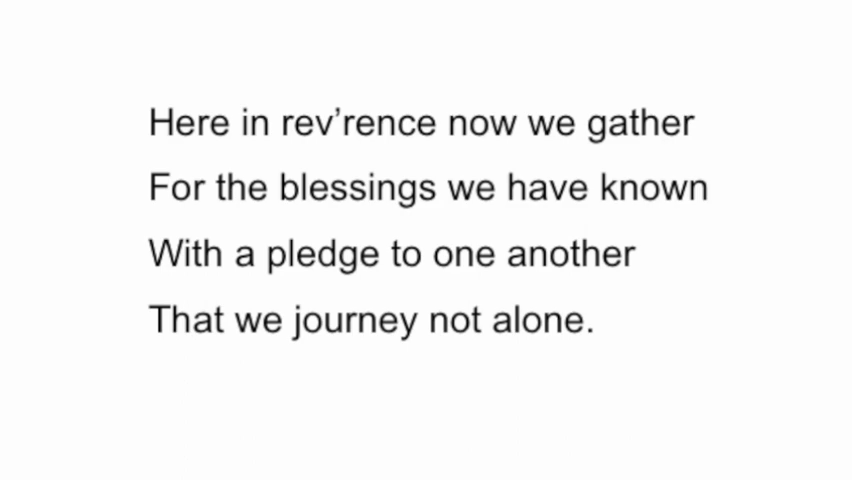 Here in rev’rence now we gather
For the blessings we have known
With a pledge to one another
That we journey not alone.